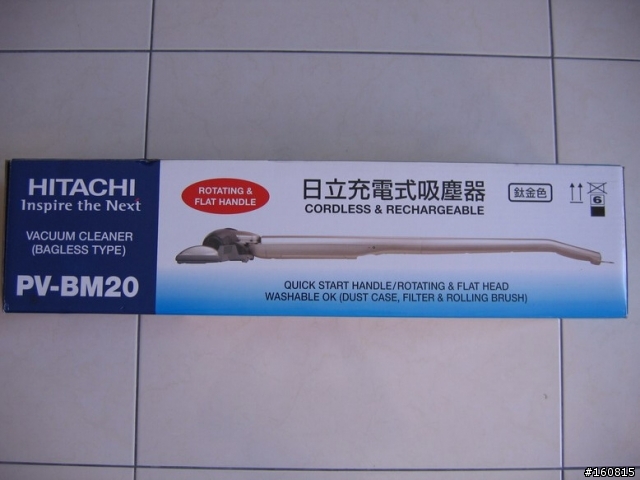 HITACHI
Inspire the Next
VACUUM CLEANER
(BAGLESS TYPE)
PV-BM20
ROTATING &
FLAT HANDLE
日立充電式吸塵器
CORDLESS & RECHARGEABLE
鈦金色
6
QUICK START HANDLE/ROTATING & FLAT HEAD
WASHABLE OK (DUST CASE, FILTER & ROLLING BRUSH)
#160815